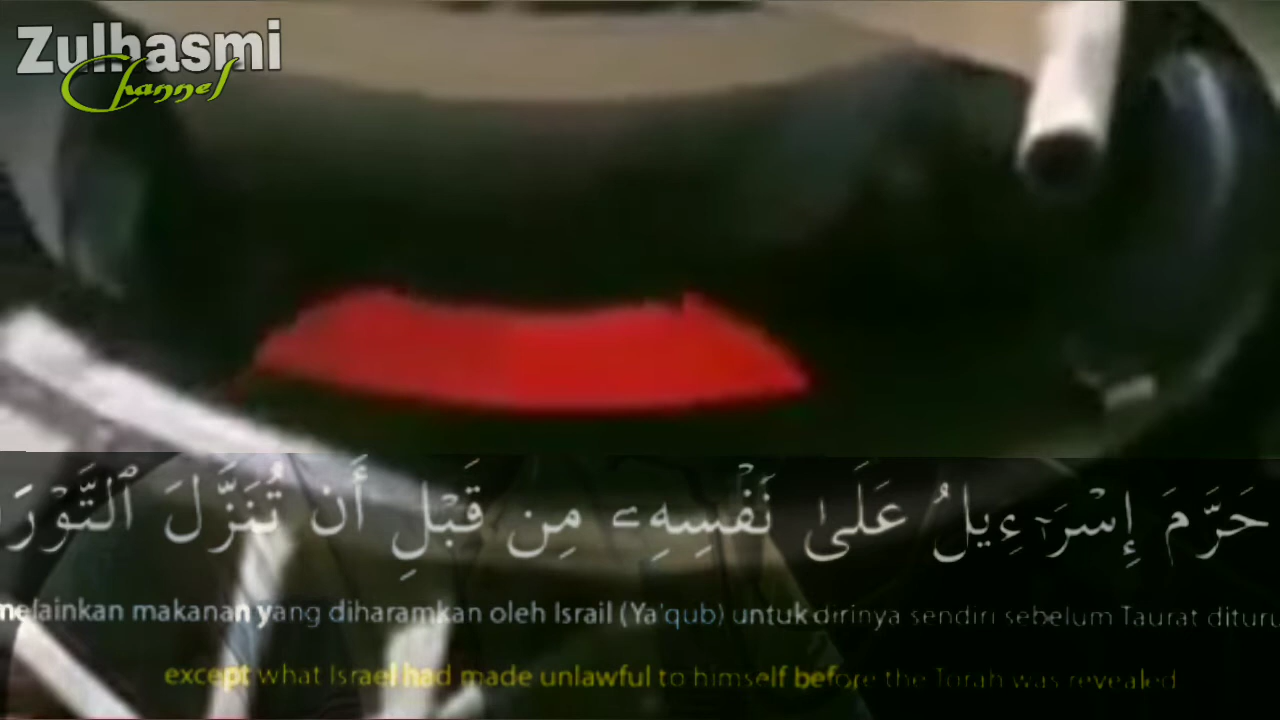 Zulhasmi
Channel
حَرَّمَ إِسْرَٰٓءِيلُ عَلَىٰ نَفْسِهِۦ مِن قَبْلِ أَن تُنَزَّلَ ٱلتَّوْرَ
melainkan makanan yang diharamkan oleh Israil (Ya'qub) untuk dirinya sendiri sebelum Taurat dituru
except what Israel had made unlawful to himself before the Torah was revealed